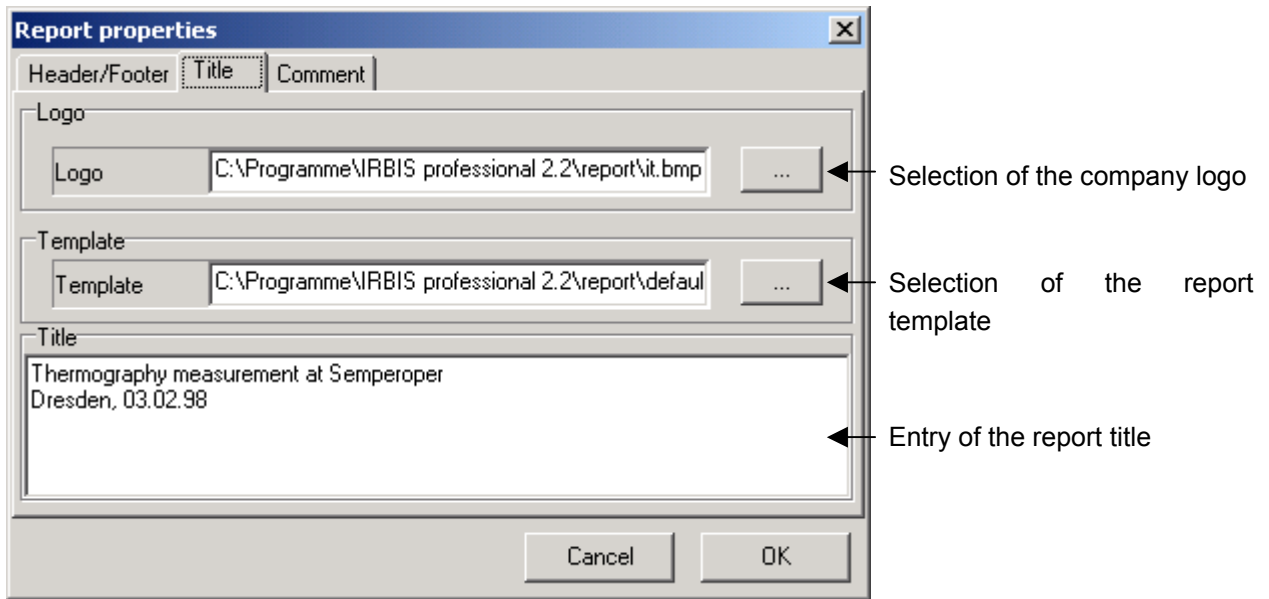 Report properties
Header/Footer Title Comment
Logo
Logo C:\Programme\IRBIS professional 2.2\report\it.bmp ...
Selection of the company logo
Template
Template C:\Programme\IRBIS professional 2.2\report\defaul ...
Selection of the report
template
Title
Thermography measurement at Semperoper
Dresden, 03.02.98
Entry of the report title
Cancel OK